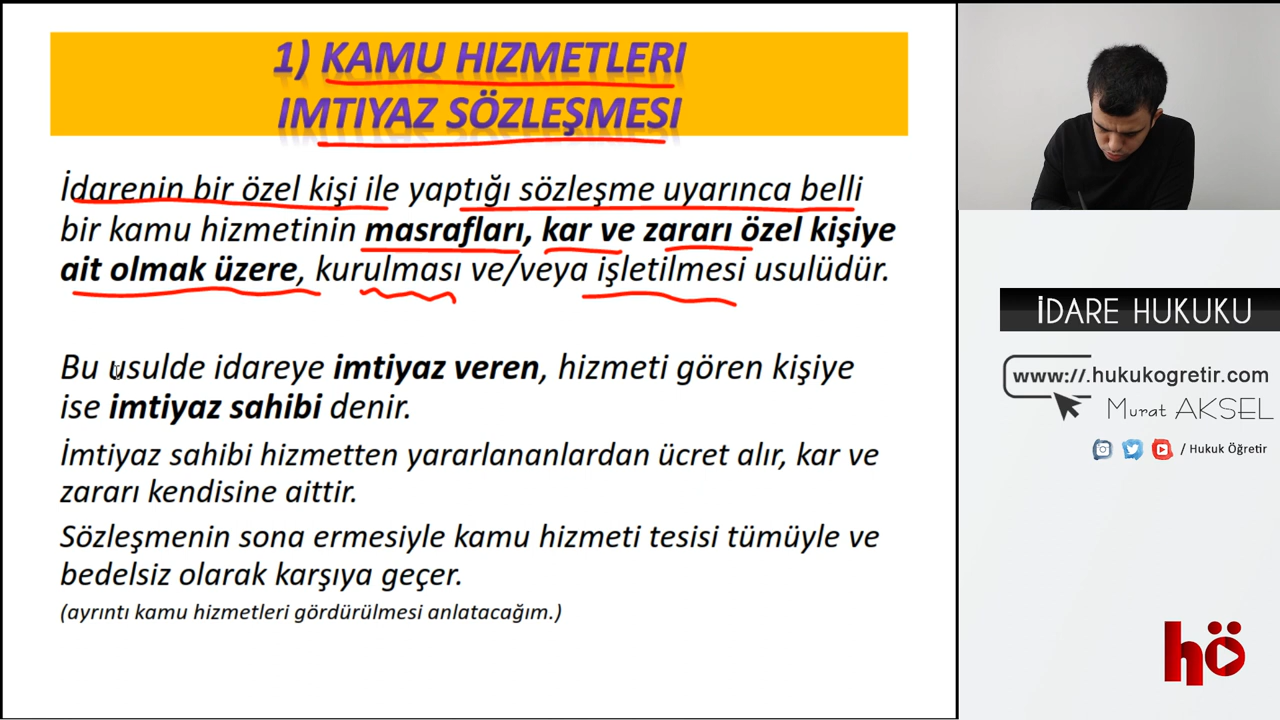 1) KAMU HIZMETLERI
IMTIYAZ SÖZLEŞMESI
İdarenin bir özel kişi ile yaptığı sözleşme uyarınca belli
bir kamu hizmetinin masrafları, kar ve zararı özel kişiye
ait olmak üzere, kurulması ve/veya işletilmesi usulüdür.
Bu usulde idareye imtiyaz veren, hizmeti gören kişiye
ise imtiyaz sahibi denir.
İmtiyaz sahibi hizmetten yararlananlardan ücret alır, kar ve
zararı kendisine aittir.
Sözleşmenin sona ermesiyle kamu hizmeti tesisi tümüyle ve
bedelsiz olarak karşıya geçer.
(ayrıntı kamu hizmetleri gördürülmesi anlatacağım.)
İDARE HUKUKU
www://.hukukogretir.com
Murat AKSEL
/ Hukuk Öğretir
hö